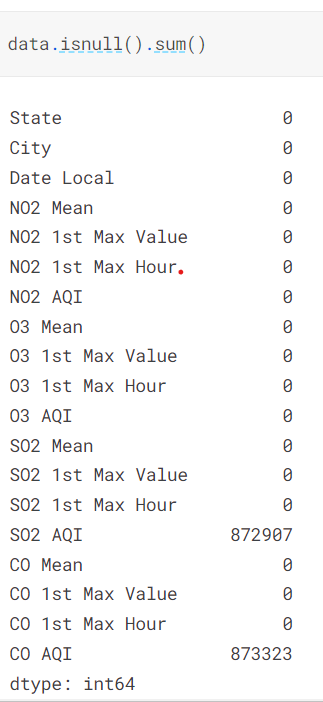 data.isnull().sum()
State 0
City 0
Date Local 0
NO2 Mean 0
NO2 1st Max Value 0
NO2 1st Max Hour 0
NO2 AQI 0
O3 Mean 0
O3 1st Max Value 0
O3 1st Max Hour 0
O3 AQI 0
SO2 Mean 0
SO2 1st Max Value 0
SO2 1st Max Hour 0
SO2 AQI 872907
CO Mean 0
CO 1st Max Value 0
CO 1st Max Hour 0
CO AQI 873323
dtype: int64